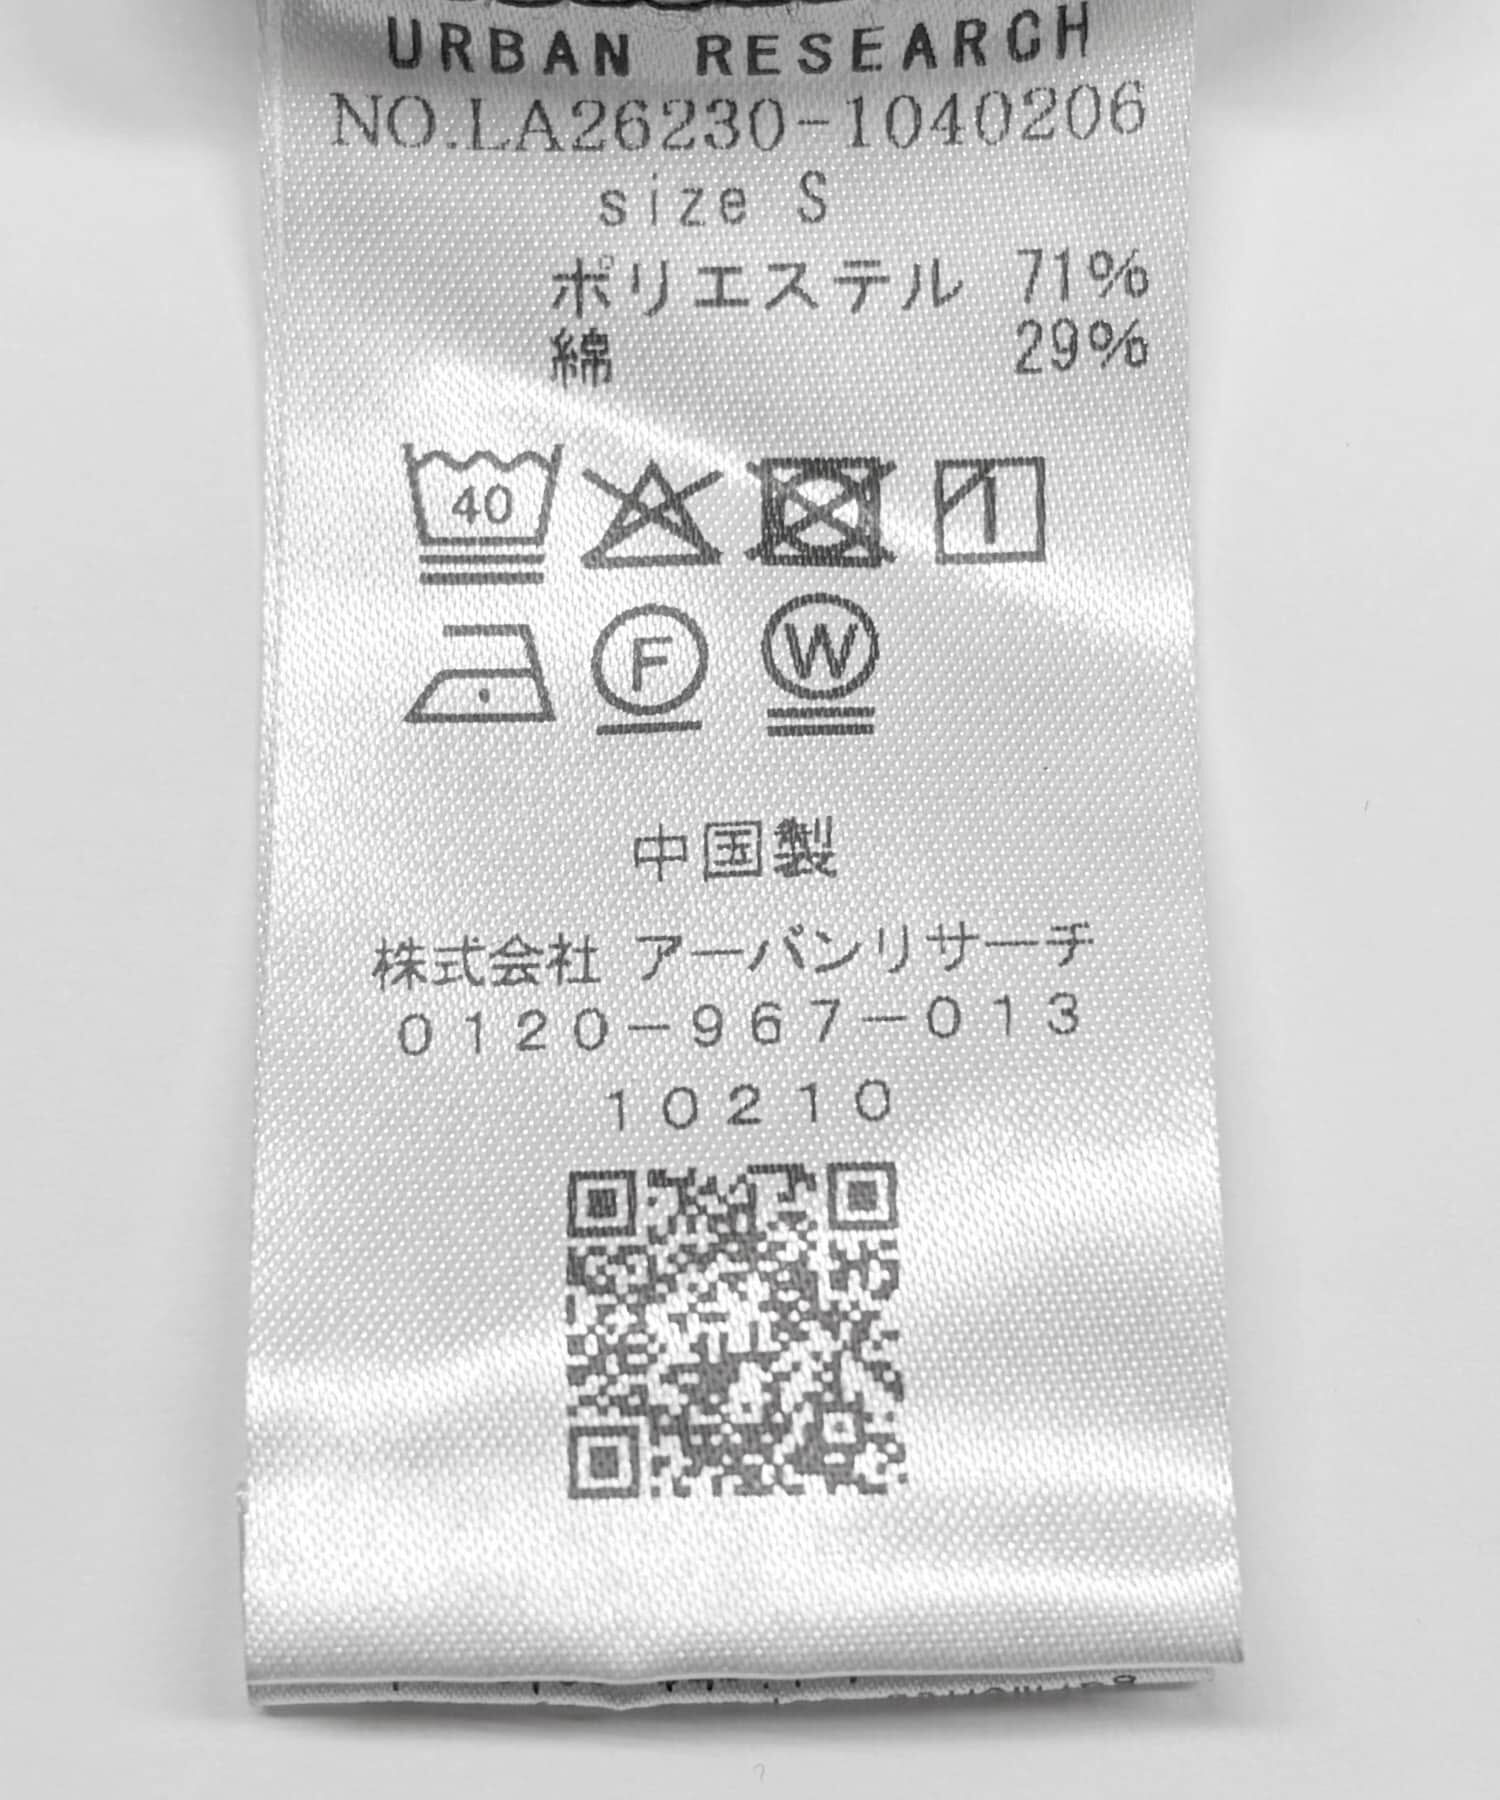 URBAN RESEARCH
NO.LA26230-1040206
size S
ポリエステル 71%
綿 29%
40
F W
中国製
株式会社 アーバンリサーチ
0120-967-013
10210